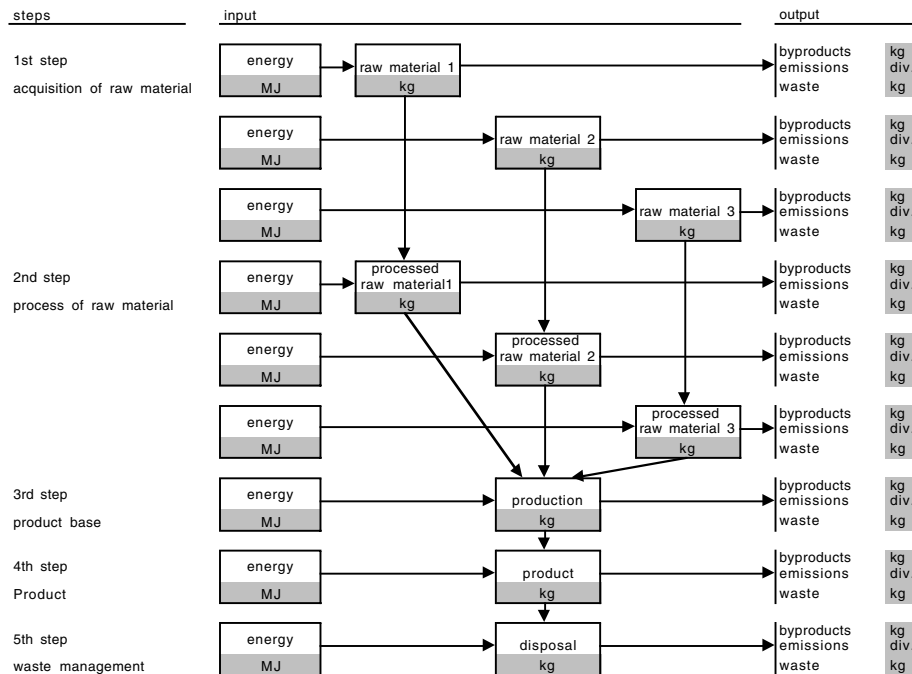 steps input output
1st step
acquisition of raw material
energy
MJ
raw material 1
kg
byproducts kg
emissions div.
waste kg
energy
MJ
raw material 2
kg
byproducts kg
emissions div.
waste kg
energy
MJ
raw material 3
kg
byproducts kg
emissions div.
waste kg
2nd step
process of raw material
energy
MJ
processed
raw material1
kg
byproducts kg
emissions div.
waste kg
energy
MJ
processed
raw material 2
kg
byproducts kg
emissions div.
waste kg
energy
MJ
processed
raw material 3
kg
byproducts kg
emissions div.
waste kg
3rd step
product base
energy
MJ
production
kg
byproducts kg
emissions div.
waste kg
4th step
Product
energy
MJ
product
kg
byproducts kg
emissions div.
waste kg
5th step
waste management
energy
MJ
disposal
kg
byproducts kg
emissions div.
waste kg